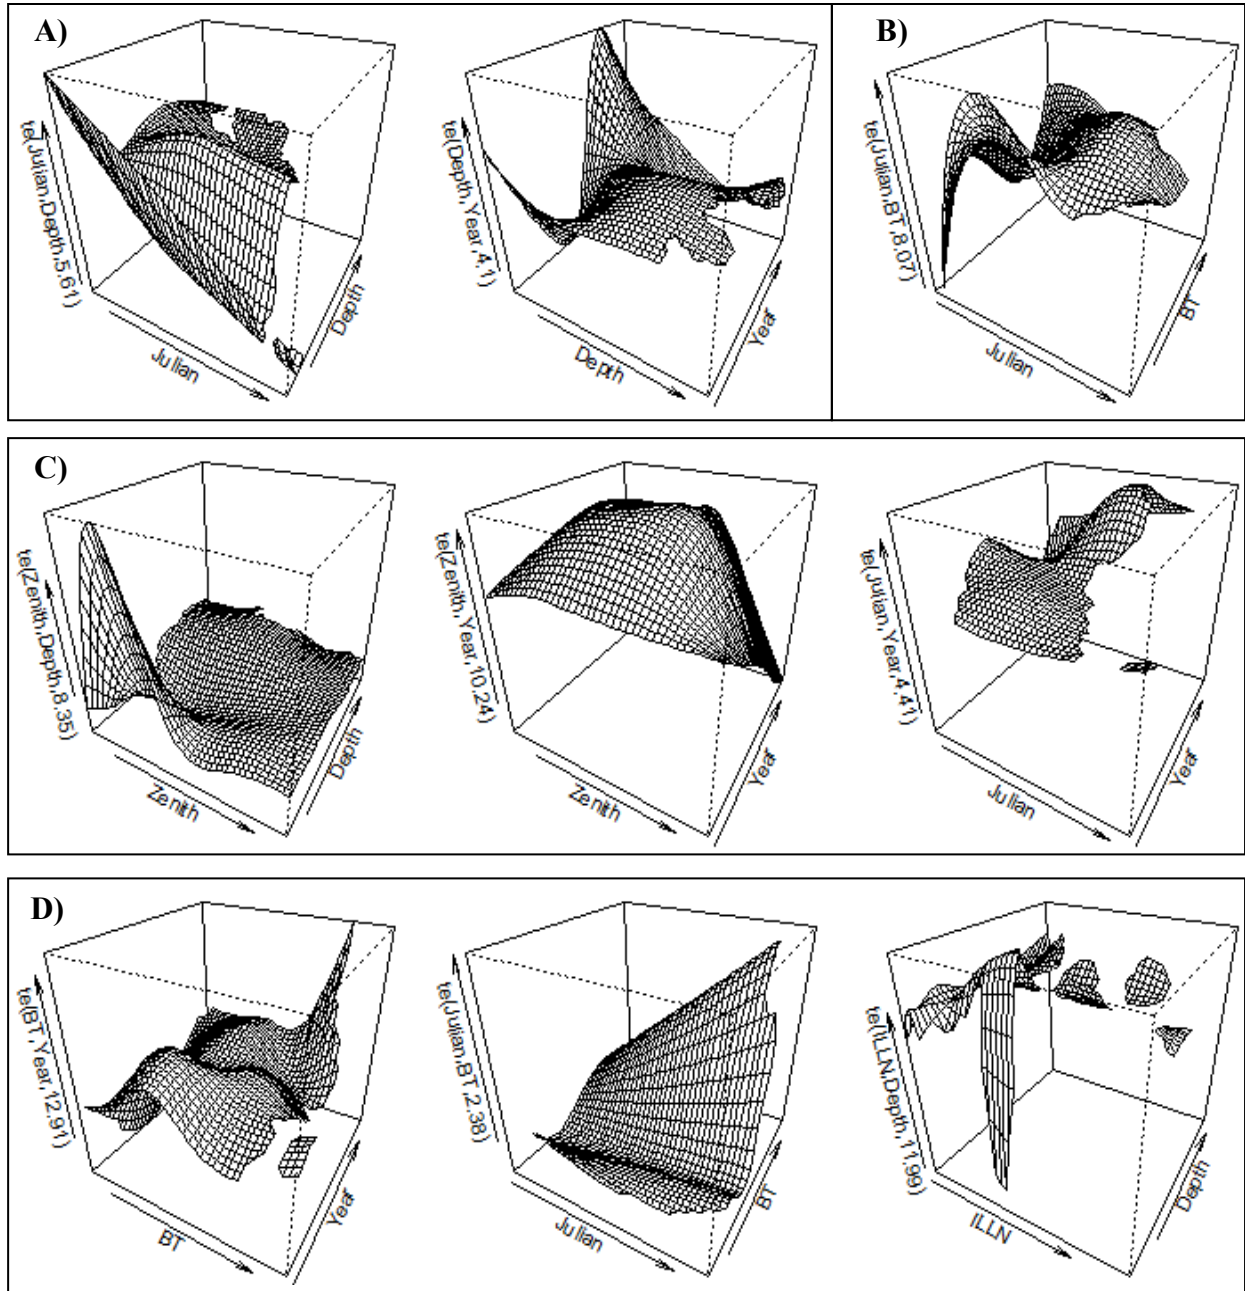 A)
te(Julian,Depth,5.61)
Julian
Depth
te(Depth,Year,4.1)
Depth
Year
B)
te(Julian,BT,8.07)
Julian
BT
C)
te(Zenith,Depth,8.35)
Zenith
Depth
te(Zenith,Year,10.24)
Zenith
Year
te(Julian,Year,4.41)
Julian
Year
D)
te(BT,Year,12.91)
BT
Year
te(Julian,BT,2.38)
Julian
BT
te(ILLN,Depth,11.99)
ILLN
Depth